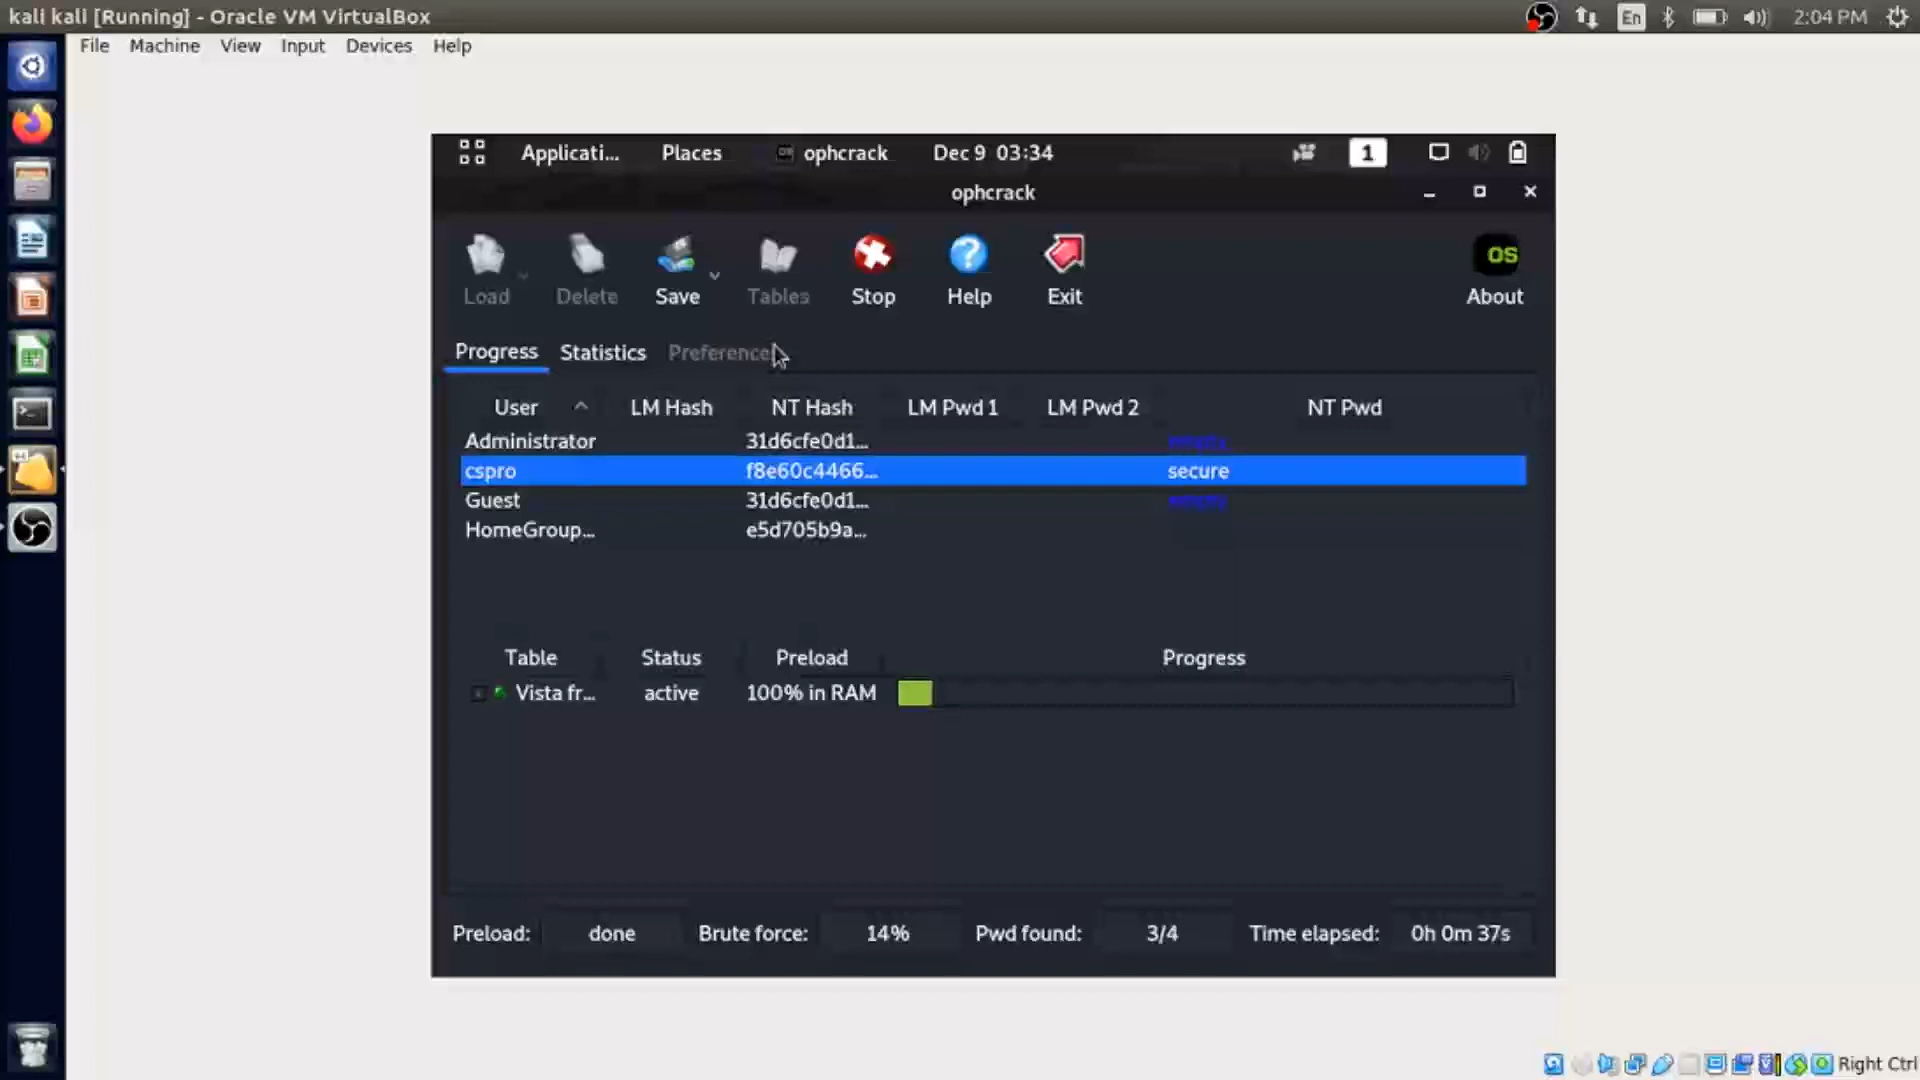 kali kali [Running] - Oracle VM VirtualBox
En 2:04 PM
File Machine View Input Devices Help
Applicati... Places ophcrack Dec 9 03:34 1
ophcrack
OS
Load Delete Save Tables Stop Help Exit About
Progress Statistics Preference
User LM Hash NT Hash LM Pwd 1 LM Pwd 2 NT Pwd
Administrator 31d6cfe0d1... empty
cspro f8e60c4466... secure
Guest 31d6cfe0d1... empty
HomeGroup... e5d705b9a...
Table Status Preload Progress
Vista fr... active 100% in RAM
Preload: done Brute force: 14% Pwd found: 3/4 Time elapsed: 0h 0m 37s
Right Ctrl